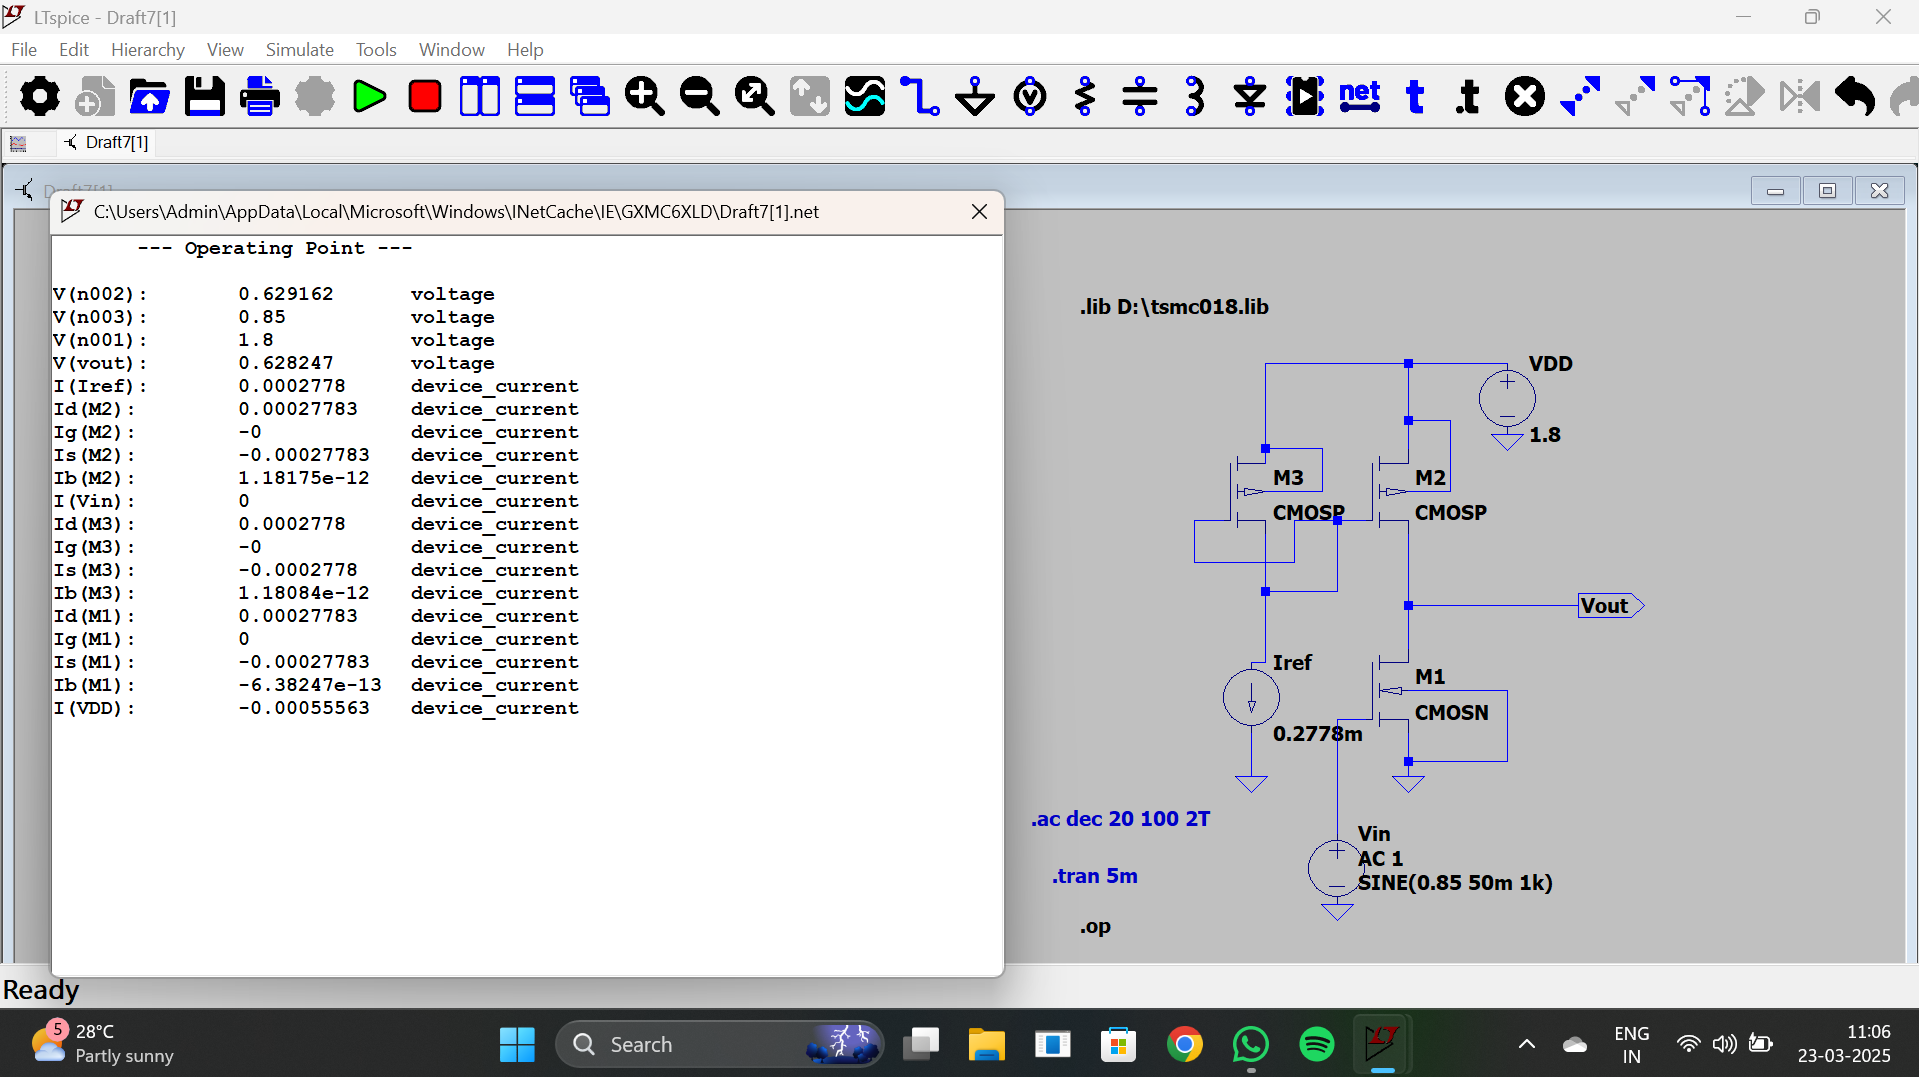 LTspice - Draft7[1]
File Edit Hierarchy View Simulate Tools Window Help
net t .t
Draft7[1]
Draft7[1]
C:\Users\Admin\AppData\Local\Microsoft\Windows\INetCache\IE\GXMC6XLD\Draft7[1].net
--- Operating Point ---
V(n002): 0.629162 voltage
V(n003): 0.85 voltage
V(n001): 1.8 voltage
V(vout): 0.628247 voltage
I(Iref): 0.0002778 device_current
Id(M2): 0.00027783 device_current
Ig(M2): -0 device_current
Is(M2): -0.00027783 device_current
Ib(M2): 1.18175e-12 device_current
I(Vin): 0 device_current
Id(M3): 0.0002778 device_current
Ig(M3): -0 device_current
Is(M3): -0.0002778 device_current
Ib(M3): 1.18084e-12 device_current
Id(M1): 0.00027783 device_current
Ig(M1): 0 device_current
Is(M1): -0.00027783 device_current
Ib(M1): -6.38247e-13 device_current
I(VDD): -0.00055563 device_current
.lib D:\tsmc018.lib
VDD
1.8
M3
CMOSP
M2
CMOSP
Vout
Iref
0.2778m
M1
CMOSN
.ac dec 20 100 2T
Vin
AC 1
SINE(0.85 50m 1k)
.tran 5m
.op
Ready
5
28°C
Partly sunny
Search
ENG
IN
11:06
23-03-2025